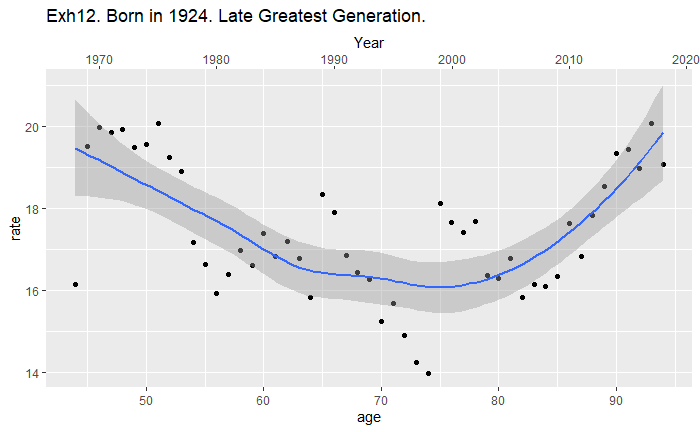 Exh12. Born in 1924. Late Greatest Generation.
Year
1970 1980 1990 2000 2010 2020
20
18
16
14
rate
50 60 70 80 90
age